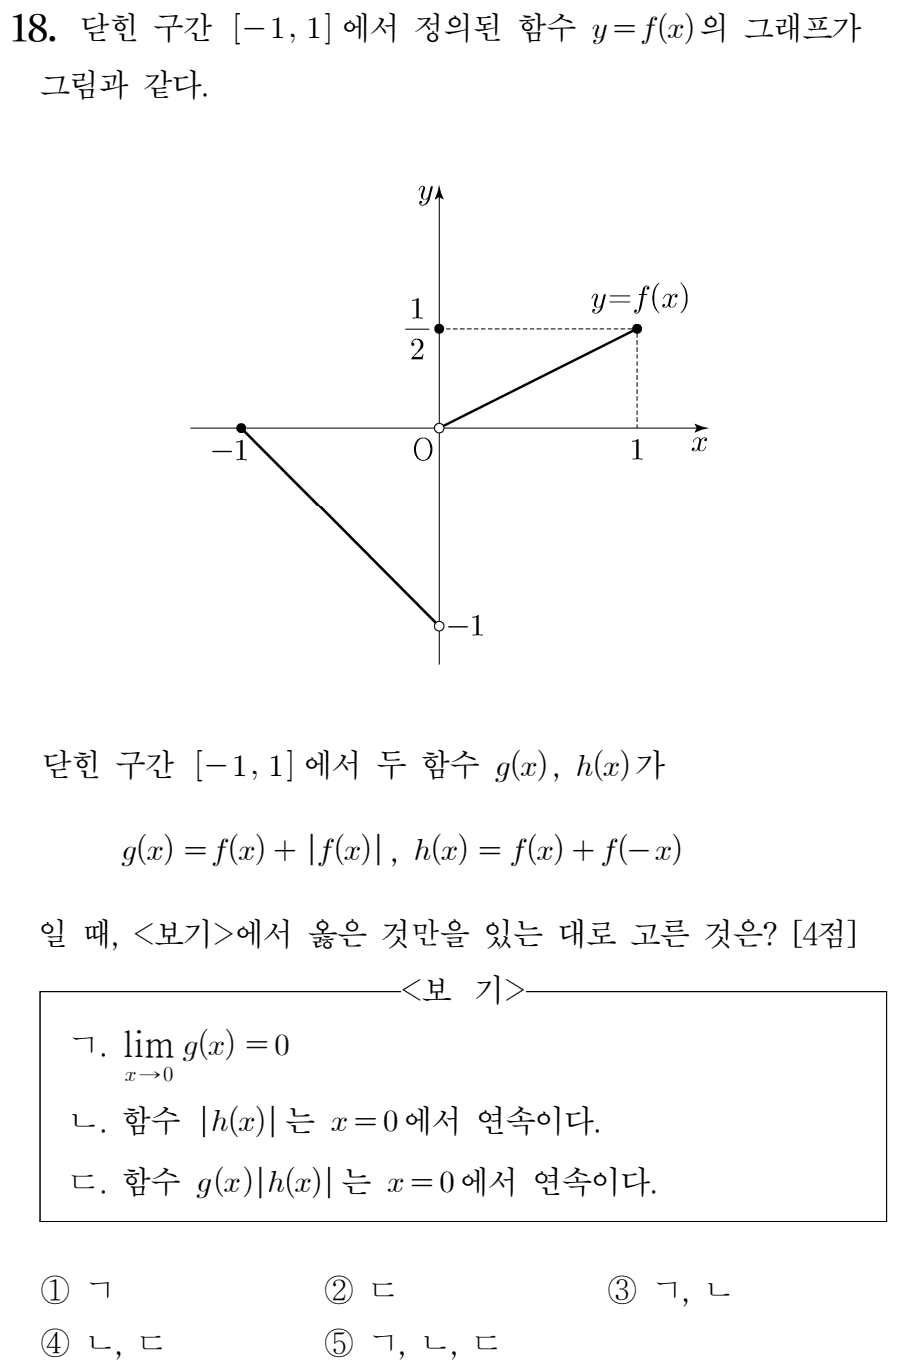 18. 닫힌 구간 [−1, 1]에서 정의된 함수 y=f(x)의 그래프가
그림과 같다.
y
1/2
y=f(x)
−1
O
1
x
−1
닫힌 구간 [−1, 1]에서 두 함수 g(x), h(x)가
g(x)=f(x)+|f(x)|, h(x)=f(x)+f(−x)
일 때, <보기>에서 옳은 것만을 있는 대로 고른 것은? [4점]
<보 기>
ㄱ. lim x→0 g(x)=0
ㄴ. 함수 |h(x)|는 x=0에서 연속이다.
ㄷ. 함수 g(x)|h(x)|는 x=0에서 연속이다.
① ㄱ ② ㄷ ③ ㄱ, ㄴ
④ ㄴ, ㄷ ⑤ ㄱ, ㄴ, ㄷ